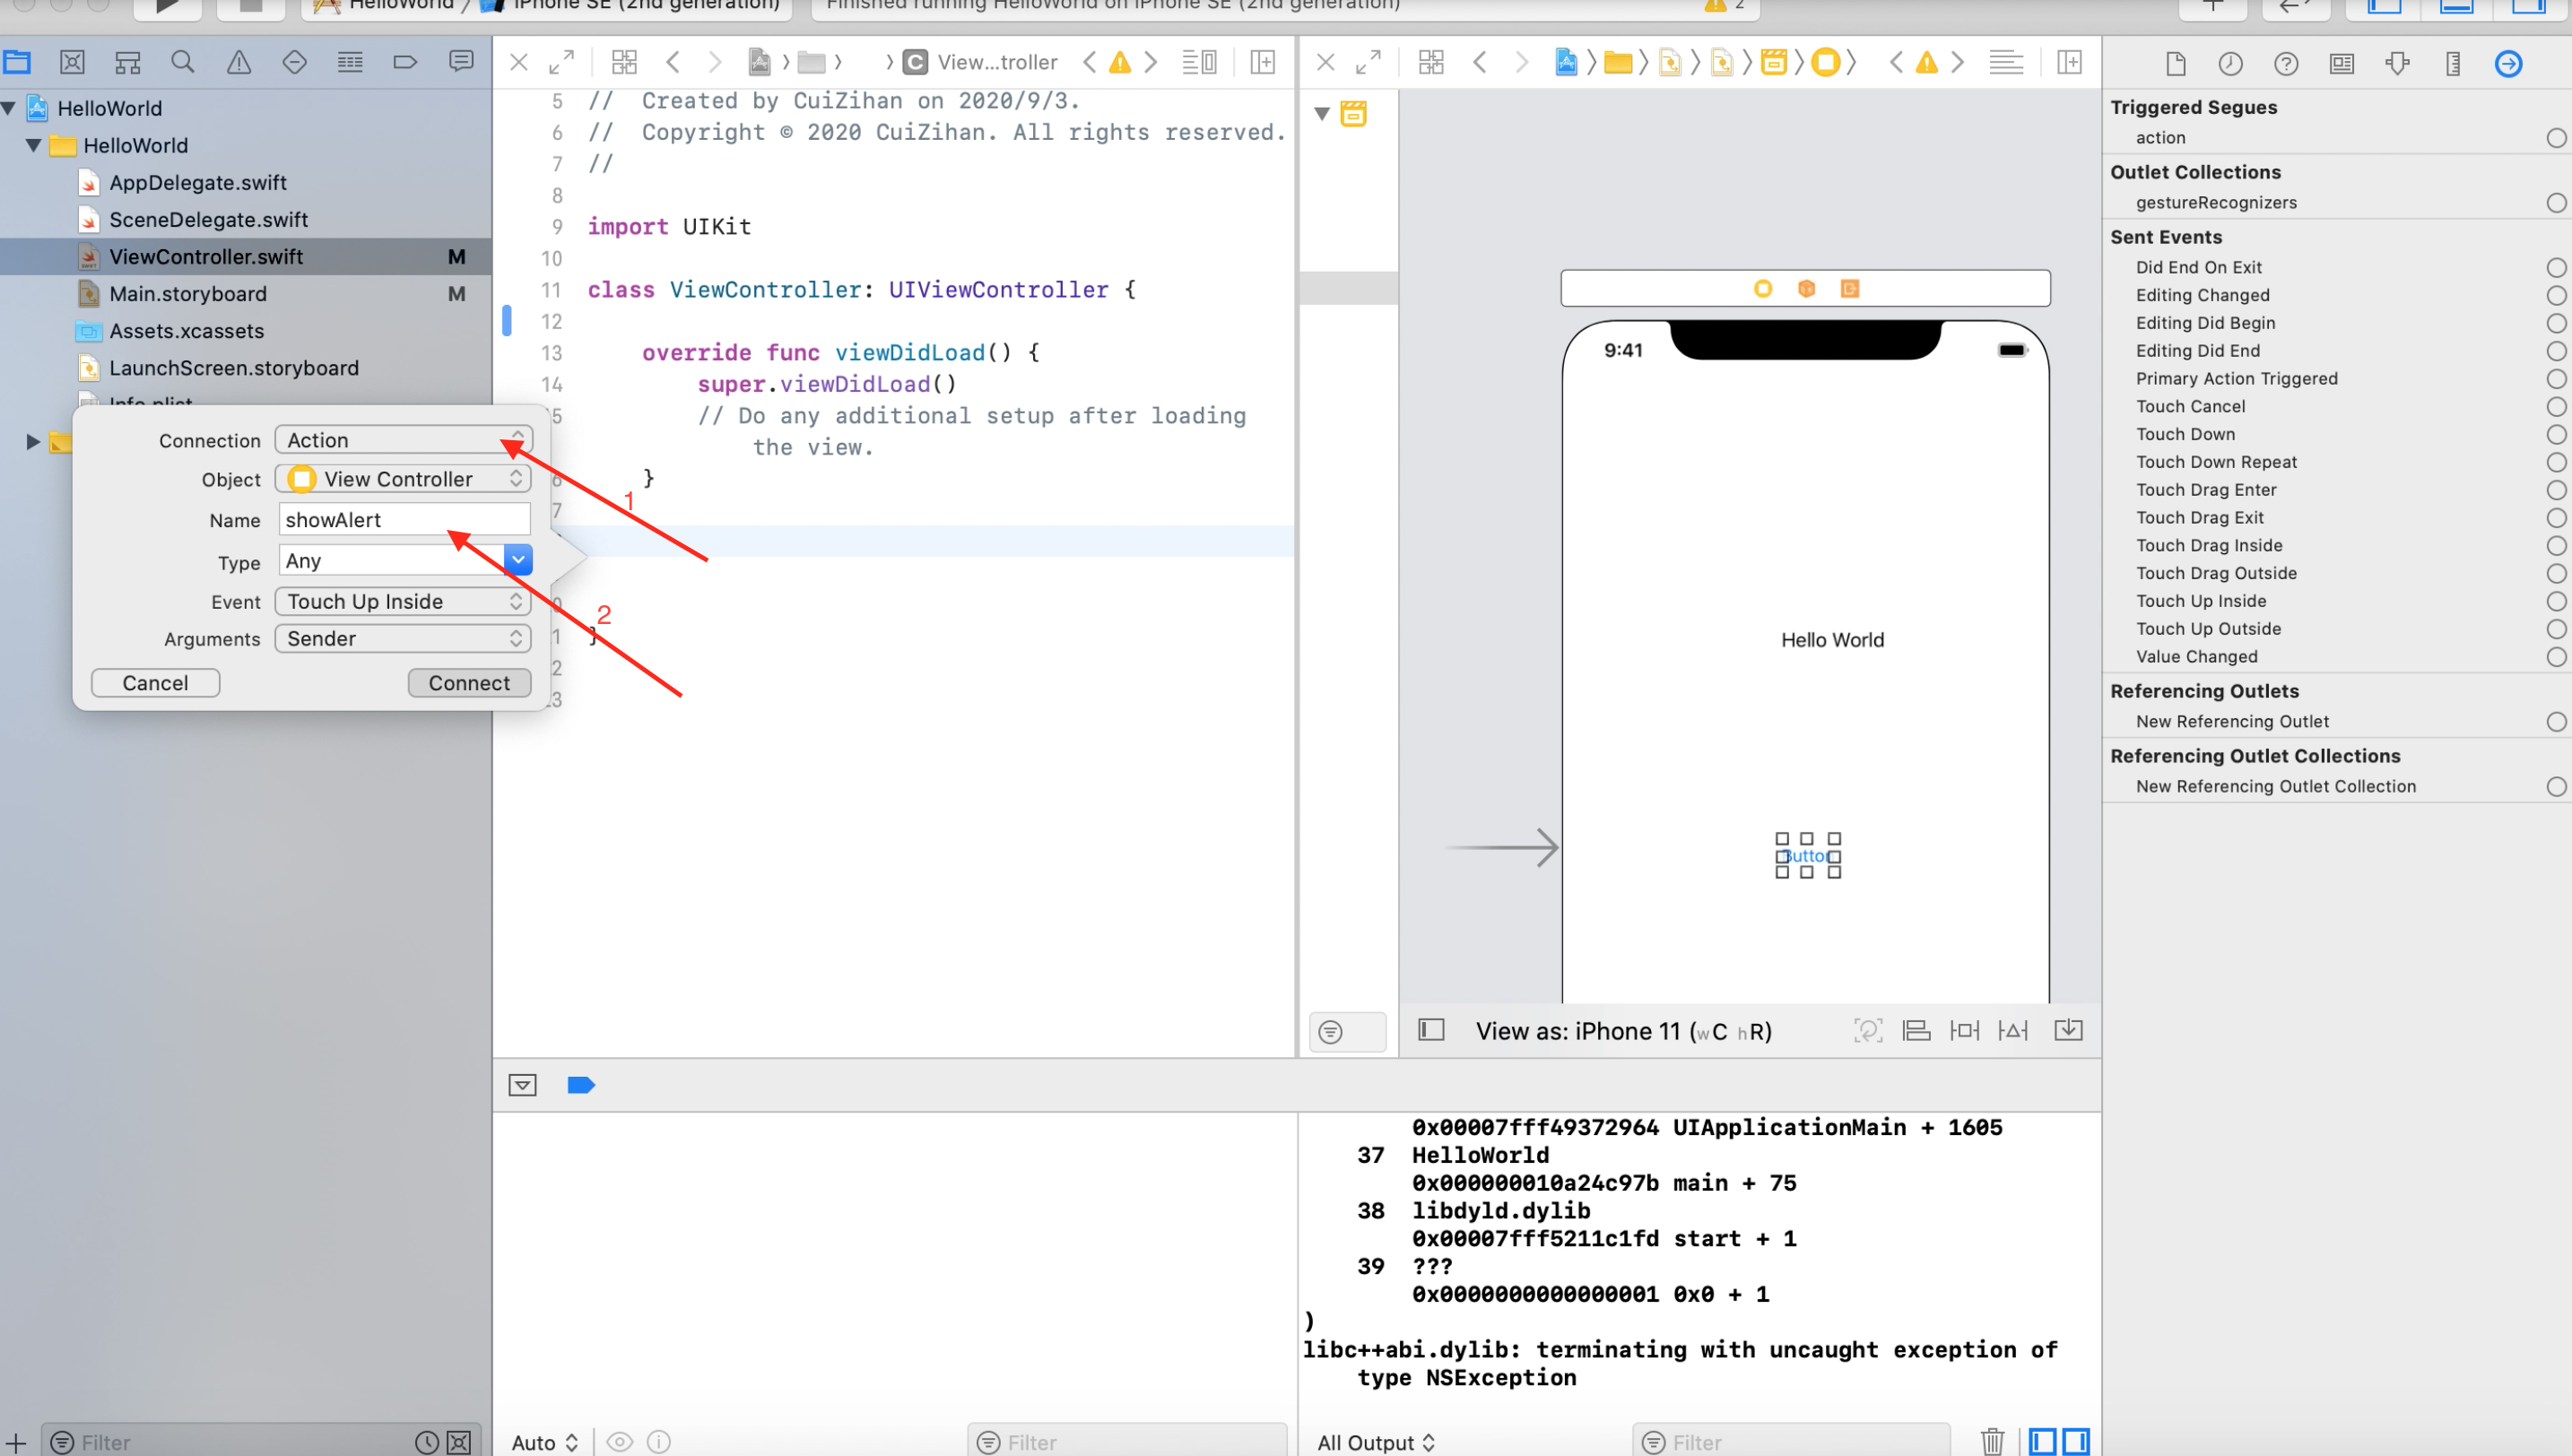 HelloWorld / iPhone SE (2nd generation)
Finished running HelloWorld on iPhone SE (2nd generation)
2
View...troller
HelloWorld
HelloWorld
AppDelegate.swift
SceneDelegate.swift
ViewController.swift M
Main.storyboard M
Assets.xcassets
LaunchScreen.storyboard
Info.plist
Connection Action
Object View Controller
Name showAlert
Type Any
Event Touch Up Inside
Arguments Sender
Cancel Connect
1
2
5 // Created by CuiZihan on 2020/9/3.
6 // Copyright © 2020 CuiZihan. All rights reserved.
7 //
8
9 import UIKit
10
11 class ViewController: UIViewController {
12
13 override func viewDidLoad() {
14 super.viewDidLoad()
5 // Do any additional setup after loading
the view.
6 }
7
0
1 }
2
3
9:41
Hello World
Button
View as: iPhone 11 (wC hR)
Triggered Segues
action
Outlet Collections
gestureRecognizers
Sent Events
Did End On Exit
Editing Changed
Editing Did Begin
Editing Did End
Primary Action Triggered
Touch Cancel
Touch Down
Touch Down Repeat
Touch Drag Enter
Touch Drag Exit
Touch Drag Inside
Touch Drag Outside
Touch Up Inside
Touch Up Outside
Value Changed
Referencing Outlets
New Referencing Outlet
Referencing Outlet Collections
New Referencing Outlet Collection
0x00007fff49372964 UIApplicationMain + 1605
37 HelloWorld
0x000000010a24c97b main + 75
38 libdyld.dylib
0x00007fff5211c1fd start + 1
39 ???
0x0000000000000001 0x0 + 1
)
libc++abi.dylib: terminating with uncaught exception of
type NSException
Filter
Auto
Filter
All Output
Filter